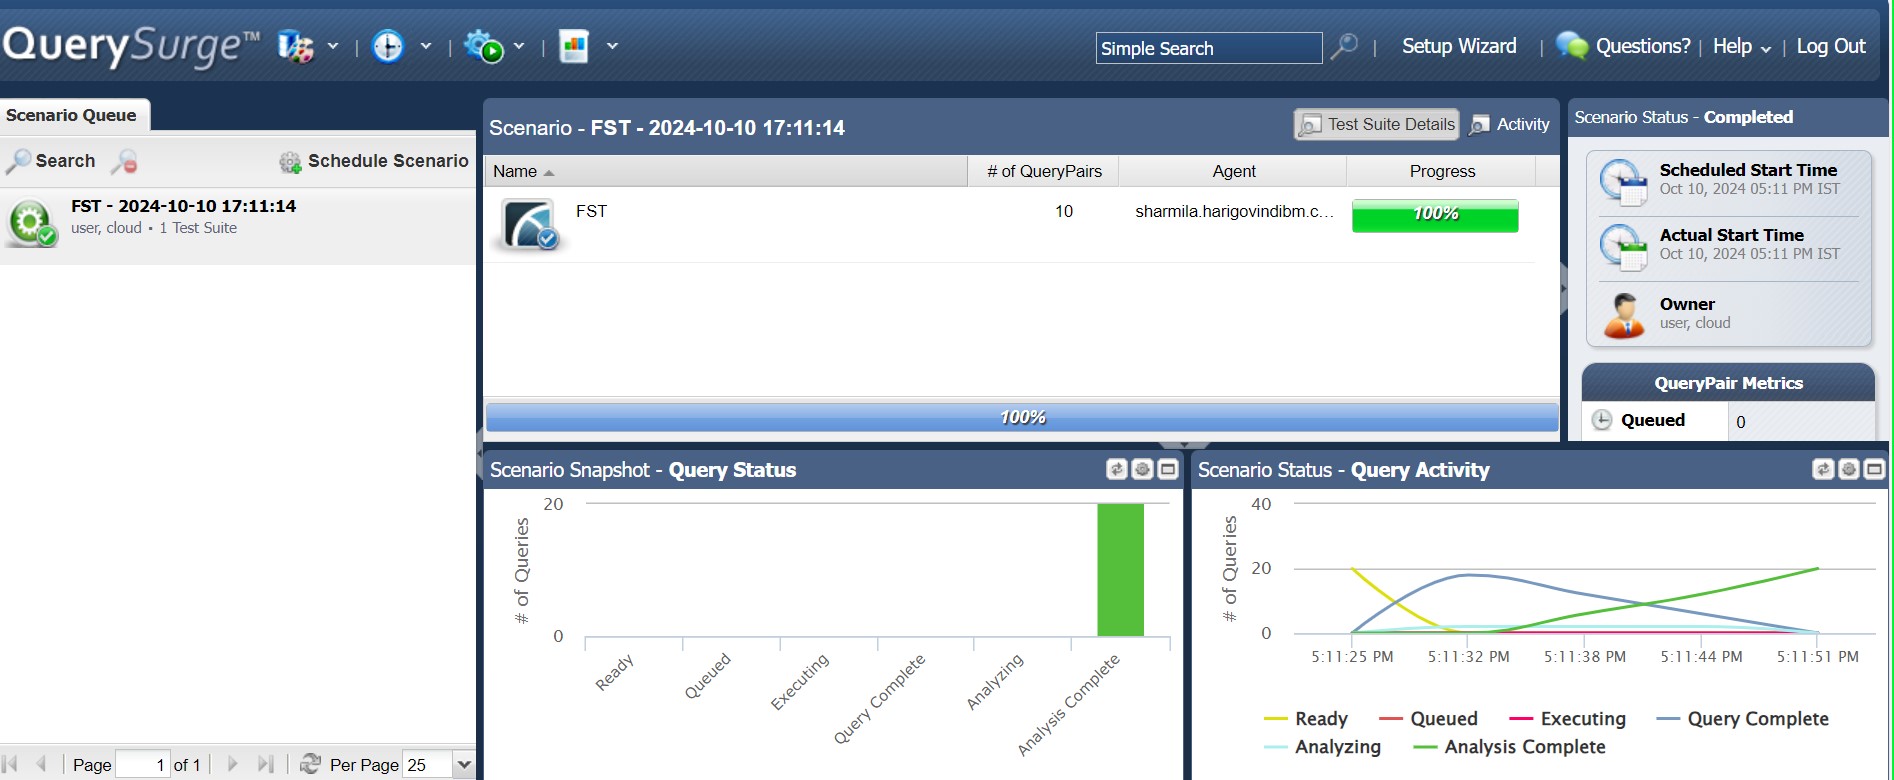 QuerySurge™
Simple Search
Setup Wizard
Questions?
Help
Log Out
Scenario Queue
Search
Schedule Scenario
FST - 2024-10-10 17:11:14
user, cloud • 1 Test Suite
Page 1 of 1
Per Page 25
Scenario - FST - 2024-10-10 17:11:14
Test Suite Details
Activity
Name # of QueryPairs Agent Progress
FST 10 sharmila.harigovindibm.c... 100%
100%
Scenario Status - Completed
Scheduled Start Time
Oct 10, 2024 05:11 PM IST
Actual Start Time
Oct 10, 2024 05:11 PM IST
Owner
user, cloud
QueryPair Metrics
Queued 0
Scenario Snapshot - Query Status
# of Queries
20
0
Ready
Queued
Executing
Query Complete
Analyzing
Analysis Complete
Scenario Status - Query Activity
# of Queries
40
20
0
5:11:25 PM 5:11:32 PM 5:11:38 PM 5:11:44 PM 5:11:51 PM
Ready Queued Executing Query Complete
Analyzing Analysis Complete